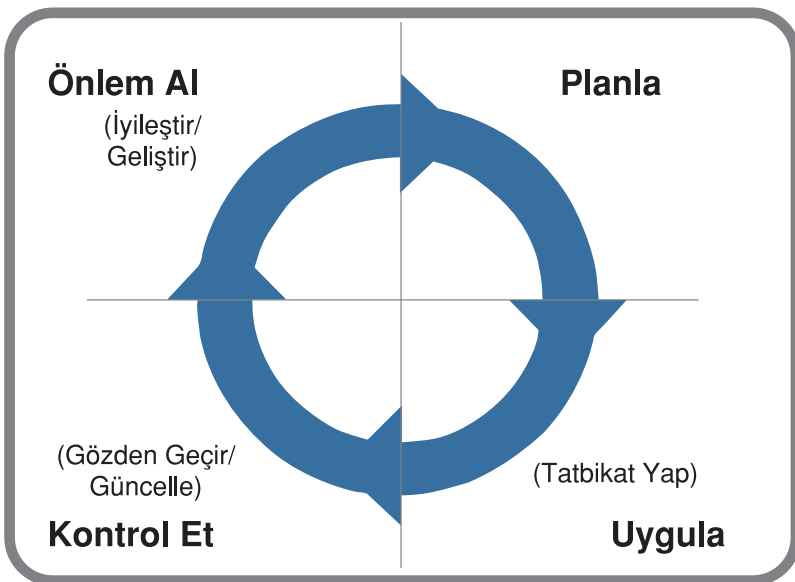 Önlem Al
(İyileştir/
Geliştir)
Planla
(Gözden Geçir/
Güncelle)
Kontrol Et
(Tatbikat Yap)
Uygula